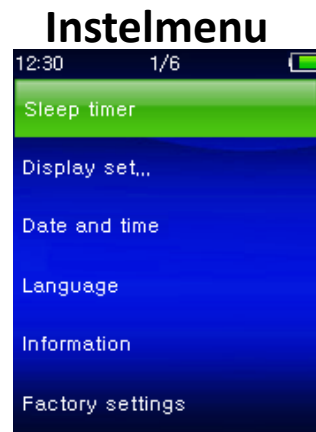 Instelmenu
12:30 1/6
Sleep timer
Display set...
Date and time
Language
Information
Factory settings